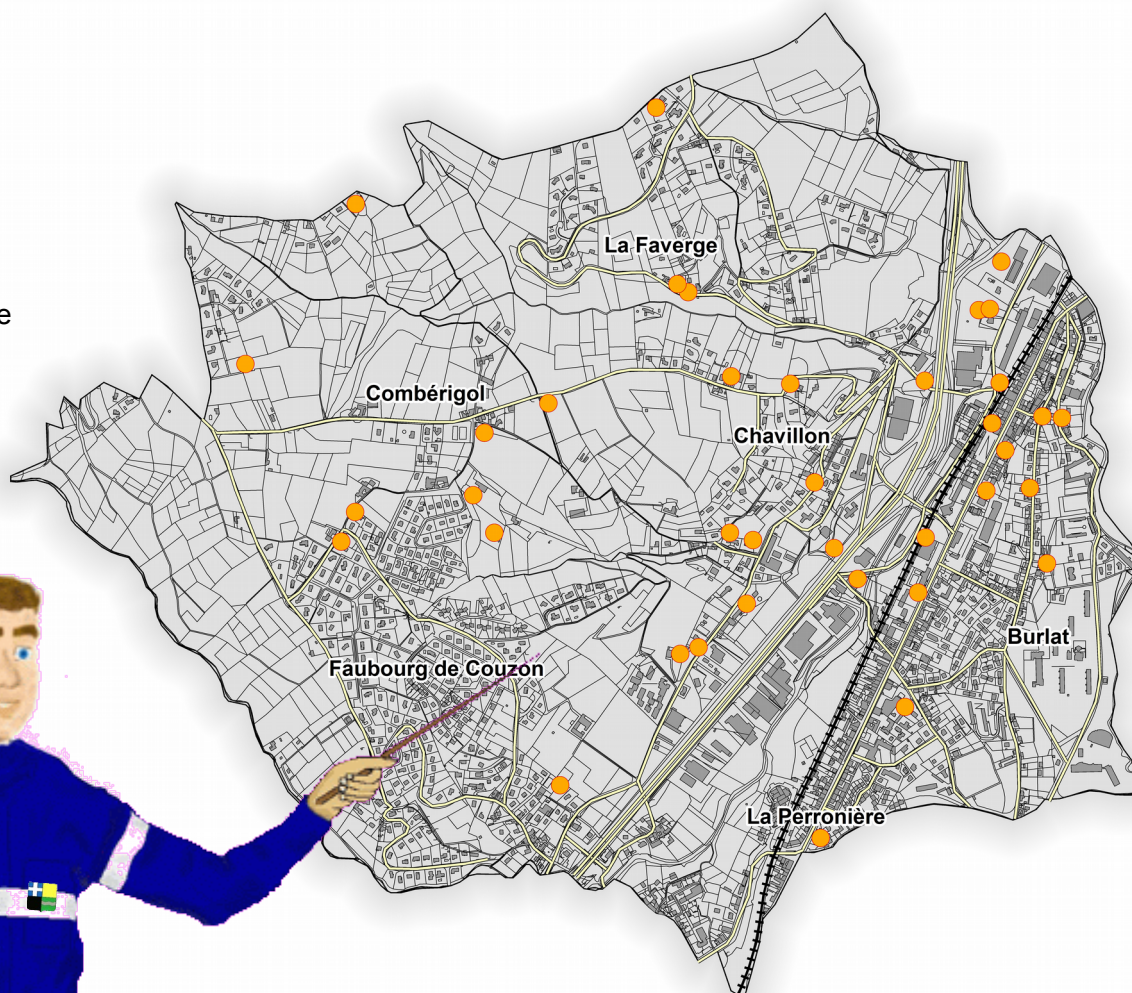 La Faverge
e
Combérigol
Chavillon
Burlat
Faubourg de Couzon
La Perronière